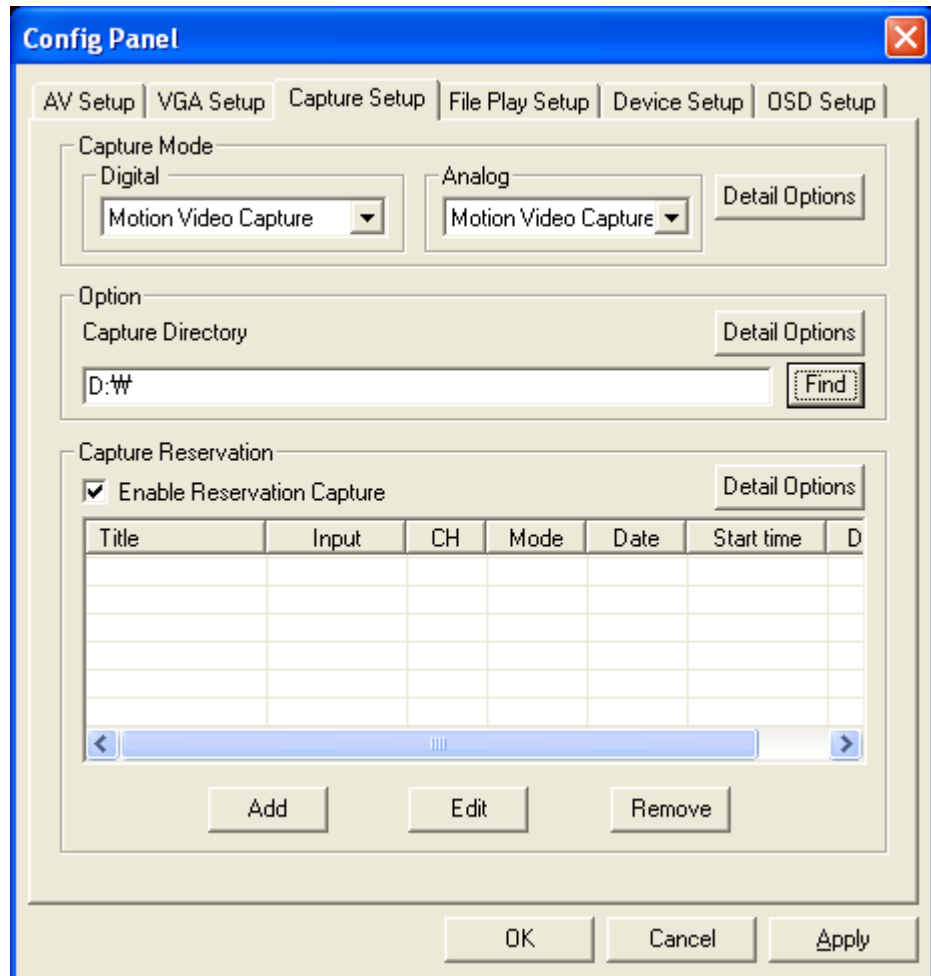 Config Panel
AV Setup VGA Setup Capture Setup File Play Setup Device Setup OSD Setup
Capture Mode
Digital
Analog
Motion Video Capture
Motion Video Capture
Detail Options
Option
Capture Directory
Detail Options
D:₩
Find
Capture Reservation
Enable Reservation Capture
Detail Options
Title Input CH Mode Date Start time D
Add Edit Remove
OK Cancel Apply